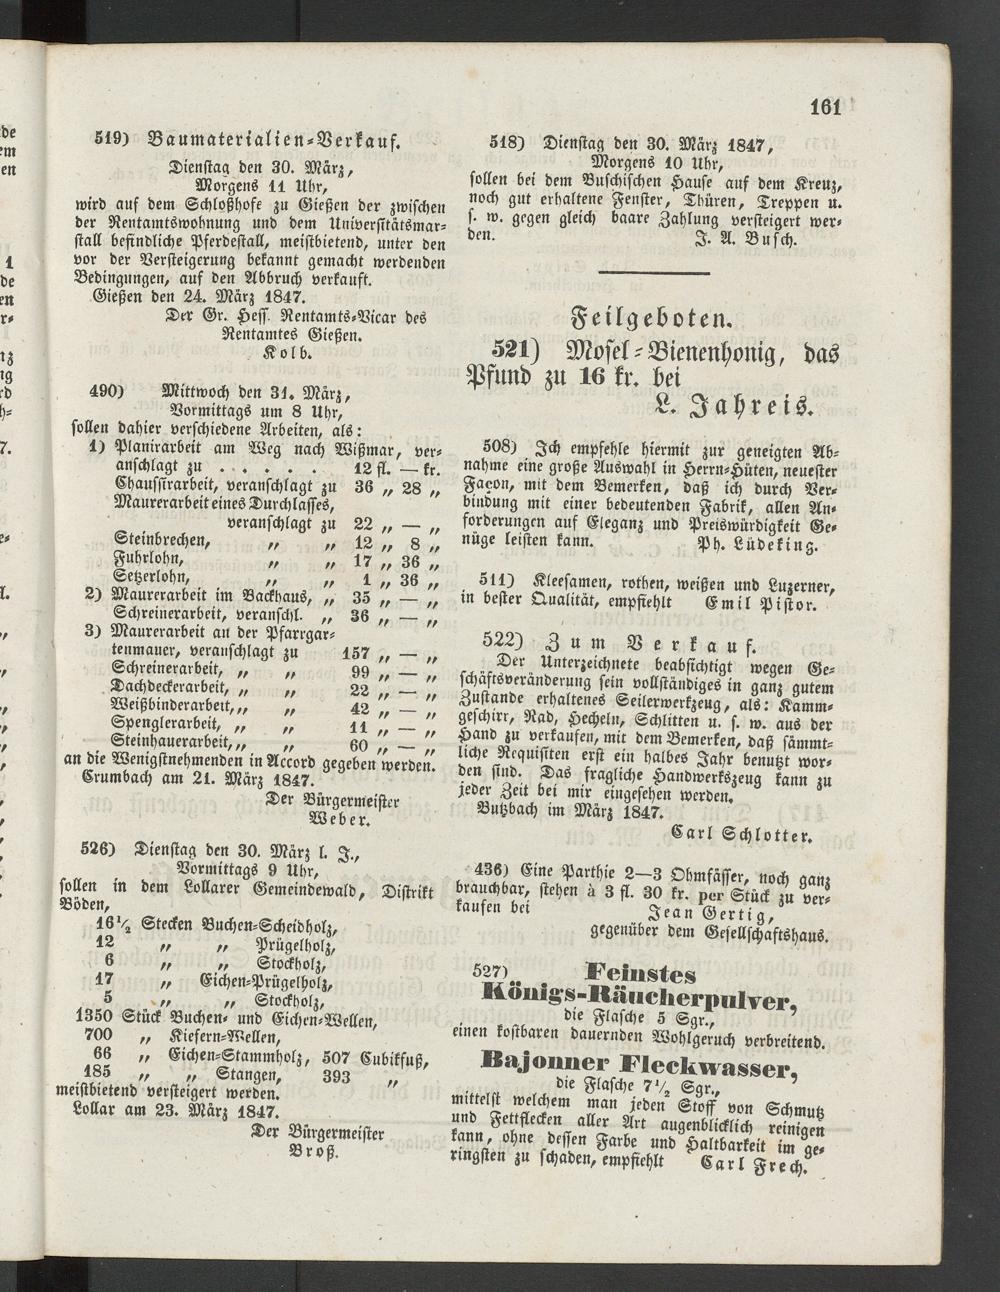 161
519) Baumaterialien-Verkauf.
Dienstag den 30. März,
Morgens 11 Uhr,
wird auf dem Schloßhofe zu Gießen der zwischen
der Rentamtswohnung und dem Universitätsmar-
stall befindliche Pferdestall, meistbietend, unter den
vor der Versteigerung bekannt gemacht werdenden
Bedingungen, auf den Abbruch verkauft.
Gießen den 24. März 1847.
Der Gr. Hess. Rentamts-Vicar des
Rentamtes Gießen.
Kolb.
490) Mittwoch den 31. März,
Vormittags um 8 Uhr,
sollen dahier verschiedene Arbeiten, als:
1) Planirarbeit am Weg nach Wißmar, ver-
anschlagt zu . . . . . 12 fl. — kr.
Chaussirarbeit, veranschlagt zu 36 „ 28 „
Maurerarbeit eines Durchlasses,
veranschlagt zu 22 „ — „
Steinbrechen, „ „ 12 „ 8 „
Fuhrlohn, „ „ 17 „ 36 „
Setzerlohn, „ „ 1 „ 36 „
2) Maurerarbeit im Backhaus, „ 35 „ — „
Schreinerarbeit, veranschl. „ 36 „ — „
3) Maurerarbeit an der Pfarrgar-
tenmauer, veranschlagt zu 157 „ — „
Schreinerarbeit, „ „ 99 „ — „
Dachdeckerarbeit, „ „ 22 „ — „
Weißbinderarbeit, „ „ 42 „ — „
Spenglerarbeit, „ „ 11 „ — „
Steinhauerarbeit, „ „ 60 „ — „
an die Wenigstnehmenden in Accord gegeben werden.
Crumbach am 21. März 1847.
Der Bürgermeister
Weber.
526) Dienstag den 30. März l. J.,
Vormittags 9 Uhr,
sollen in dem Lollarer Gemeindewald, Distrikt
Böden,
16½ Stecken Buchen-Scheidholz,
12 „ „ Prügelholz,
6 „ „ Stockholz,
17 „ Eichen-Prügelholz,
5 „ „ Stockholz,
1350 Stück Buchen- und Eichen-Wellen,
700 „ Kiefern-Wellen,
66 „ Eichen-Stammholz, 507 Cubikfuß,
185 „ „ Stangen, 393 „
meistbietend versteigert werden.
Lollar am 23. März 1847.
Der Bürgermeister
Broß.
518) Dienstag den 30. März 1847,
Morgens 10 Uhr,
sollen bei dem Buschischen Hause auf dem Kreuz,
noch gut erhaltene Fenster, Thüren, Treppen u.
s. w. gegen gleich baare Zahlung versteigert wer-
den. J. A. Busch.
Feilgeboten.
521) Mosel-Bienenhonig, das
Pfund zu 16 kr. bei
L. Jahreis.
508) Ich empfehle hiermit zur geneigten Ab-
nahme eine große Auswahl in Herrn-Hüten, neuester
Façon, mit dem Bemerken, daß ich durch Ver-
bindung mit einer bedeutenden Fabrik, allen An-
forderungen auf Eleganz und Preiswürdigkeit Ge-
nüge leisten kann. Ph. Lüdeking.
511) Kleesamen, rothen, weißen und Luzerner,
in bester Qualität, empfiehlt Emil Pistor.
522) Zum Verkauf.
Der Unterzeichnete beabsichtigt wegen Ge-
schäftsveränderung sein vollständiges in ganz gutem
Zustande erhaltenes Seilerwerkzeug, als: Kamm-
geschirr, Rad, Hecheln, Schlitten u. s. w. aus der
Hand zu verkaufen, mit dem Bemerken, daß sämmt-
liche Requisiten erst ein halbes Jahr benutzt wor-
den sind. Das fragliche Handwerkszeug kann zu
jeder Zeit bei mir eingesehen werden.
Butzbach im März 1847.
Carl Schlotter.
436) Eine Parthie 2—3 Ohmfässer, noch ganz
brauchbar, stehen à 3 fl. 30 kr. per Stück zu ver-
kaufen bei Jean Gertig,
gegenüber dem Gesellschaftshaus.
527) Feinstes
Königs-Räucherpulver,
die Flasche 5 Sgr.,
einen kostbaren dauernden Wohlgeruch verbreitend.
Bajonner Fleckwasser,
die Flasche 7½ Sgr.,
mittelst welchem man jeden Stoff von Schmutz
und Fettflecken aller Art augenblicklich reinigen
kann, ohne dessen Farbe und Haltbarkeit im ge-
ringsten zu schaden, empfiehlt Carl Frech.